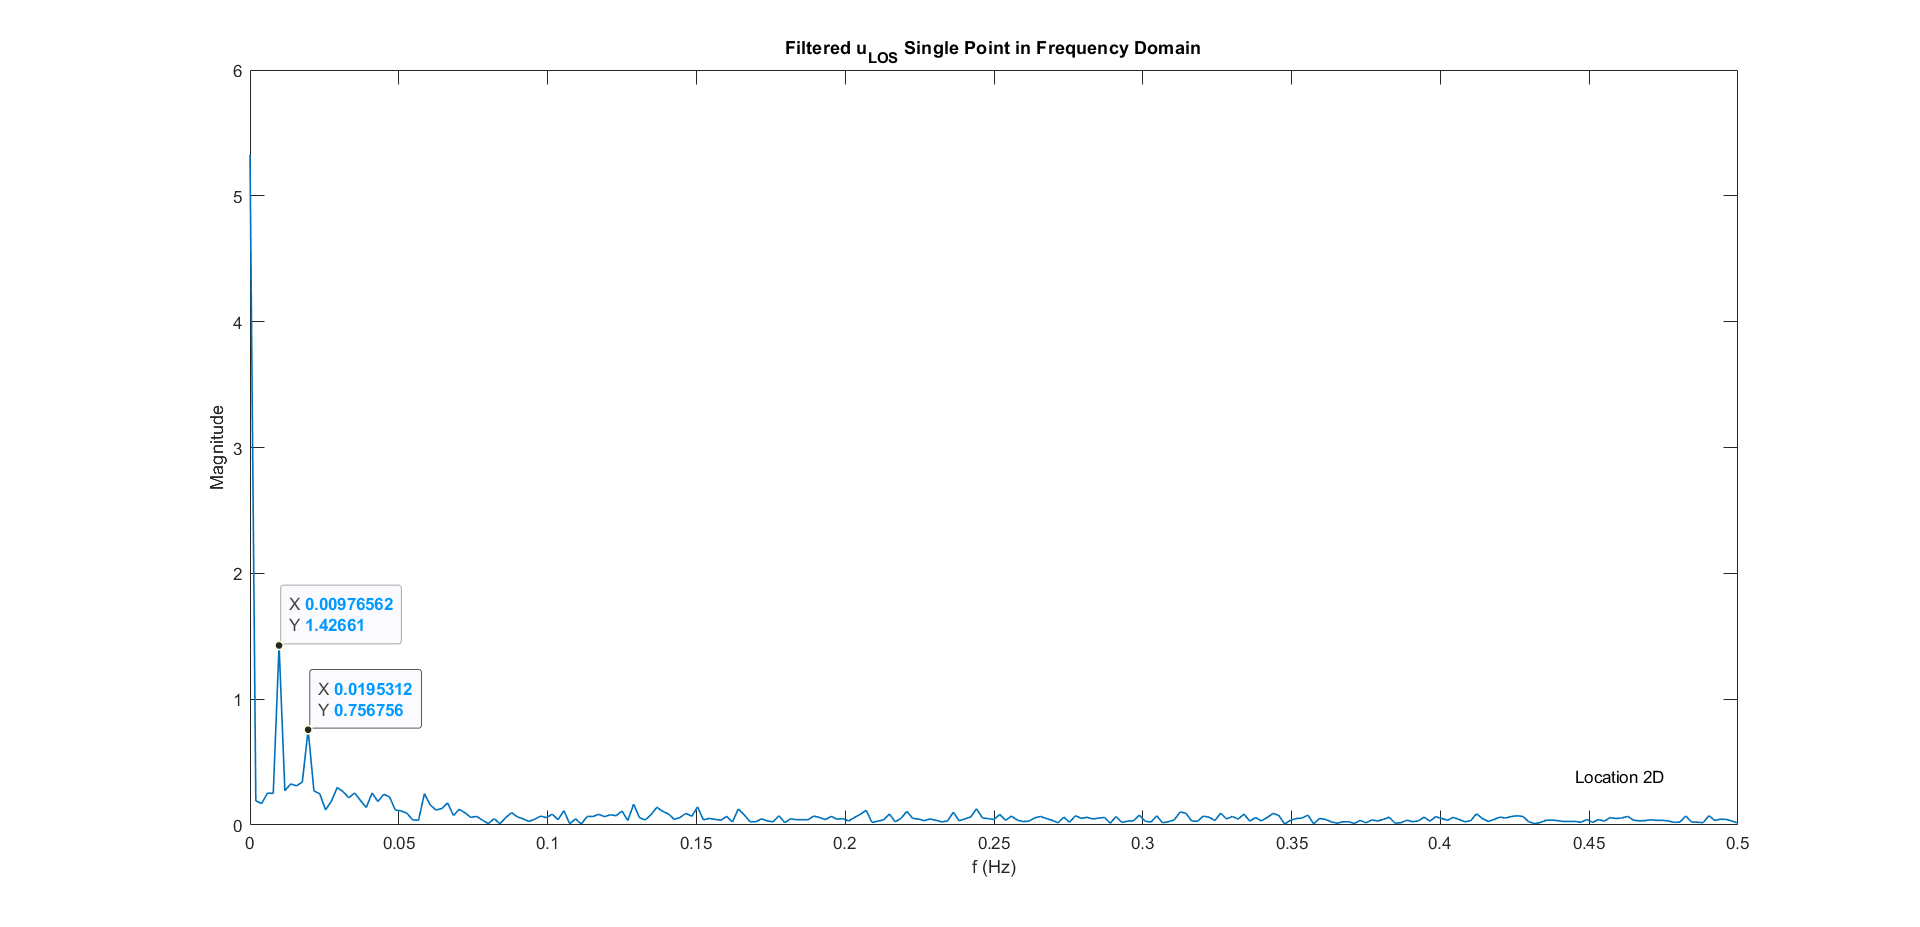 Filtered u_LOS Single Point in Frequency Domain
6
5
4
3
2
1
0
Magnitude
X 0.00976562
Y 1.42661
X 0.0195312
Y 0.756756
Location 2D
0 0.05 0.1 0.15 0.2 0.25 0.3 0.35 0.4 0.45 0.5
f (Hz)